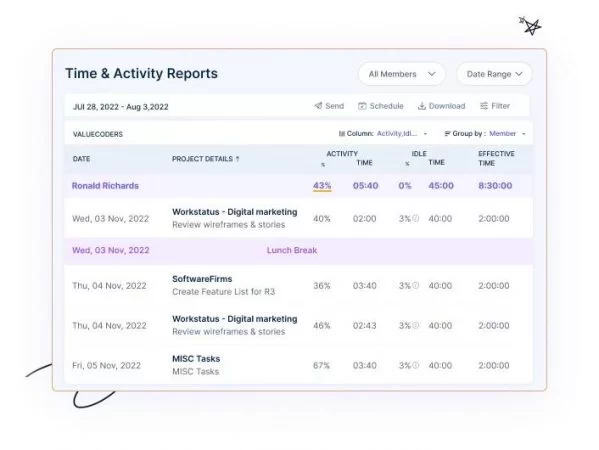 Time & Activity Reports
All Members
Date Range
JUl 28, 2022 - Aug 3,2022
Send
Schedule
Download
Filter
VALUECODERS
Column: Activity,Idl...
Group by : Member
DATE
PROJECT DETAILS ↑
ACTIVITY
% TIME
IDLE
% TIME
EFFECTIVE
TIME
Ronald Richards 43% 05:40 0% 45:00 8:30:00
Wed, 03 Nov, 2022 Workstatus - Digital marketing 40% 02:00 3% 40:00 2:00:00
Review wireframes & stories
Wed, 03 Nov, 2022 Lunch Break
Thu, 04 Nov, 2022 SoftwareFirms 36% 03:40 3% 40:00 2:00:00
Create Feature List for R3
Thu, 04 Nov, 2022 Workstatus - Digital marketing 46% 02:43 3% 40:00 2:00:00
Review wireframes & stories
Fri, 05 Nov, 2022 MISC Tasks 67% 03:40 3% 40:00 2:00:00
MISC Tasks